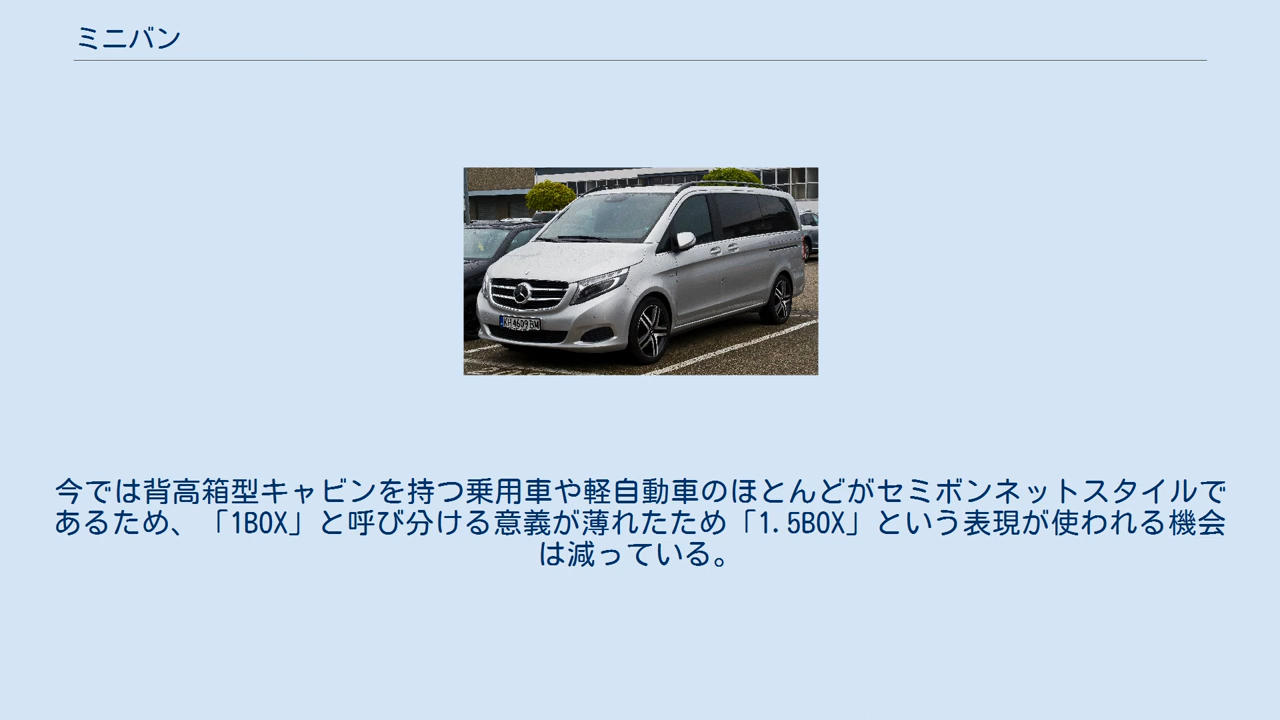 ミニバン
今では背高箱型キャビンを持つ乗用車や軽自動車のほとんどがセミボンネットスタイルで
あるため、「1BOX」と呼び分ける意義が薄れたため「1.5BOX」という表現が使われる機会
は減っている。